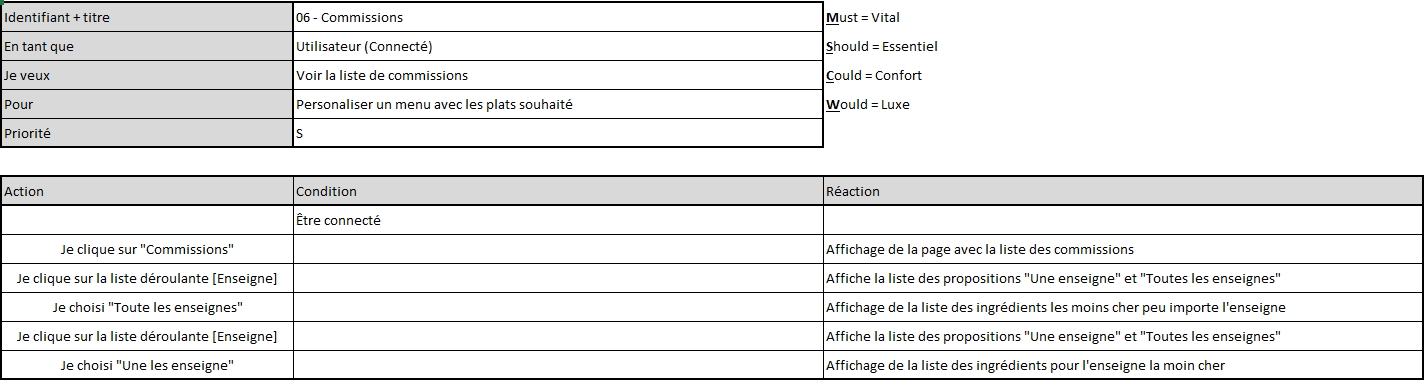 Identifiant + titre 06 - Commissions Must = Vital
En tant que Utilisateur (Connecté) Should = Essentiel
Je veux Voir la liste de commissions Could = Confort
Pour Personaliser un menu avec les plats souhaité Would = Luxe
Priorité S
Action Condition Réaction
Être connecté
Je clique sur "Commissions" Affichage de la page avec la liste des commissions
Je clique sur la liste déroulante [Enseigne] Affiche la liste des propositions "Une enseigne" et "Toutes les enseignes"
Je choisi "Toute les enseignes" Affichage de la liste des ingrédients les moins cher peu importe l'enseigne
Je clique sur la liste déroulante [Enseigne] Affiche la liste des propositions "Une enseigne" et "Toutes les enseignes"
Je choisi "Une les enseigne" Affichage de la liste des ingrédients pour l'enseigne la moin cher